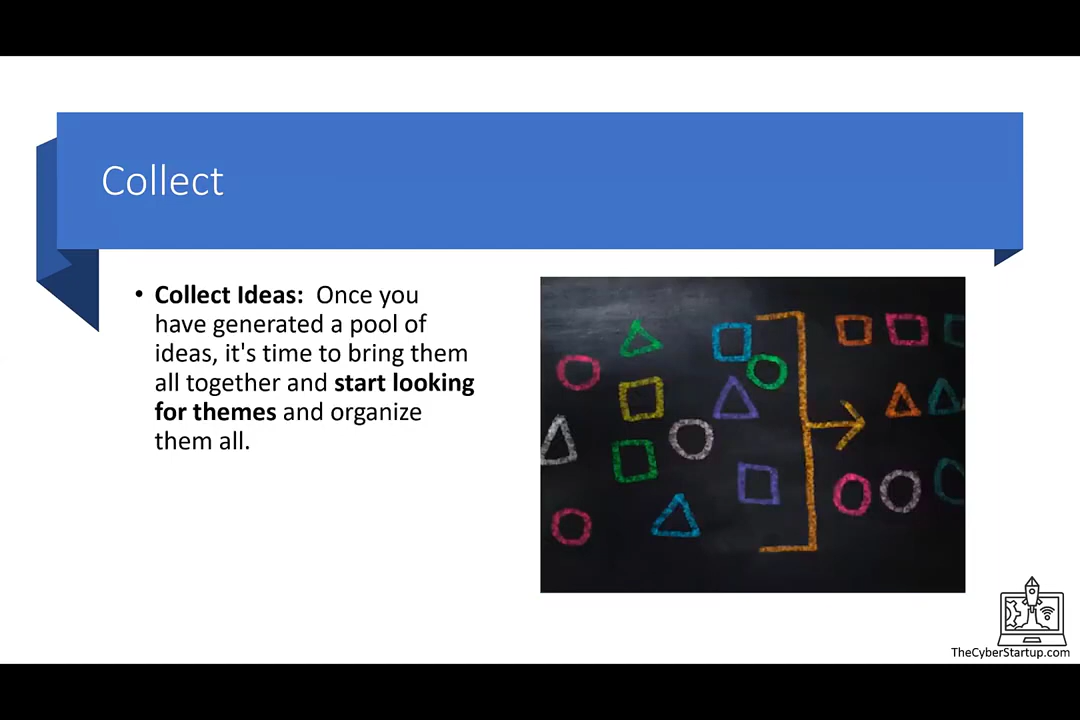 Collect
• Collect Ideas:  Once you
have generated a pool of
ideas, it's time to bring them
all together and start looking
for themes and organize
them all.
TheCyberStartup.com